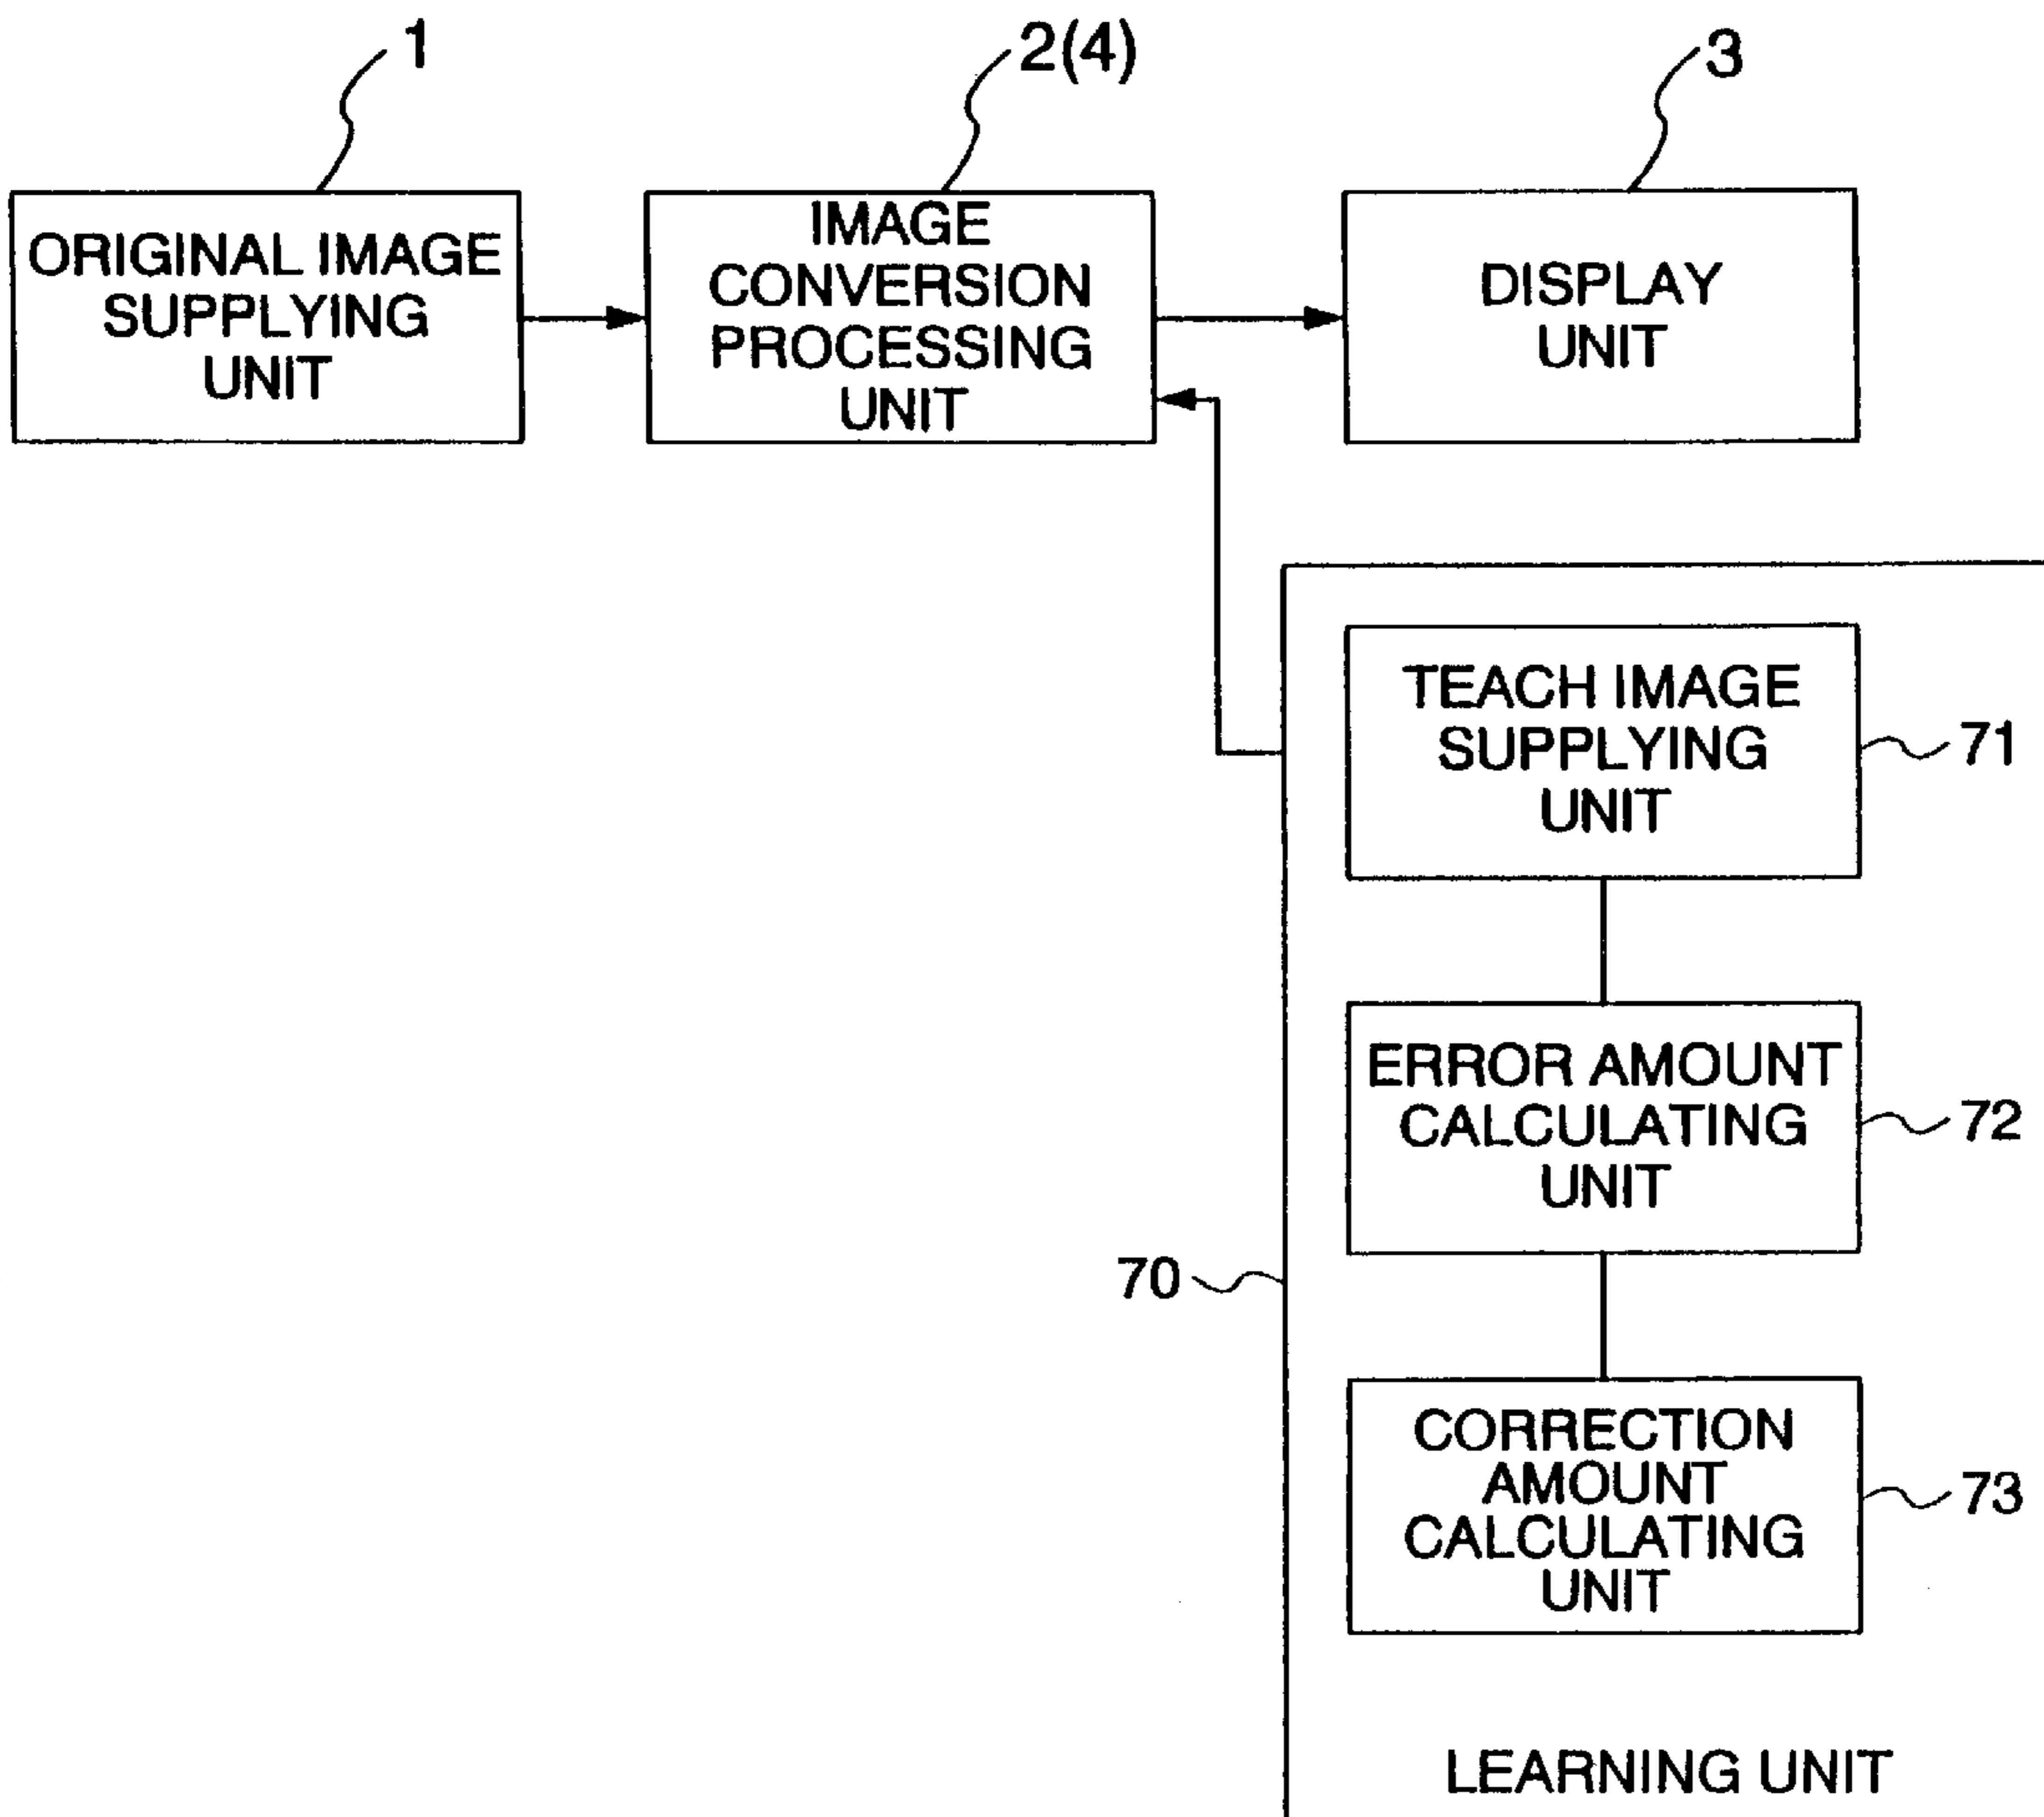 1
2(4)
3
ORIGINAL IMAGE
SUPPLYING
UNIT
IMAGE
CONVERSION
PROCESSING
UNIT
DISPLAY
UNIT
TEACH IMAGE
SUPPLYING
UNIT
71
ERROR AMOUNT
CALCULATING
UNIT
72
70
CORRECTION
AMOUNT
CALCULATING
UNIT
73
LEARNING UNIT